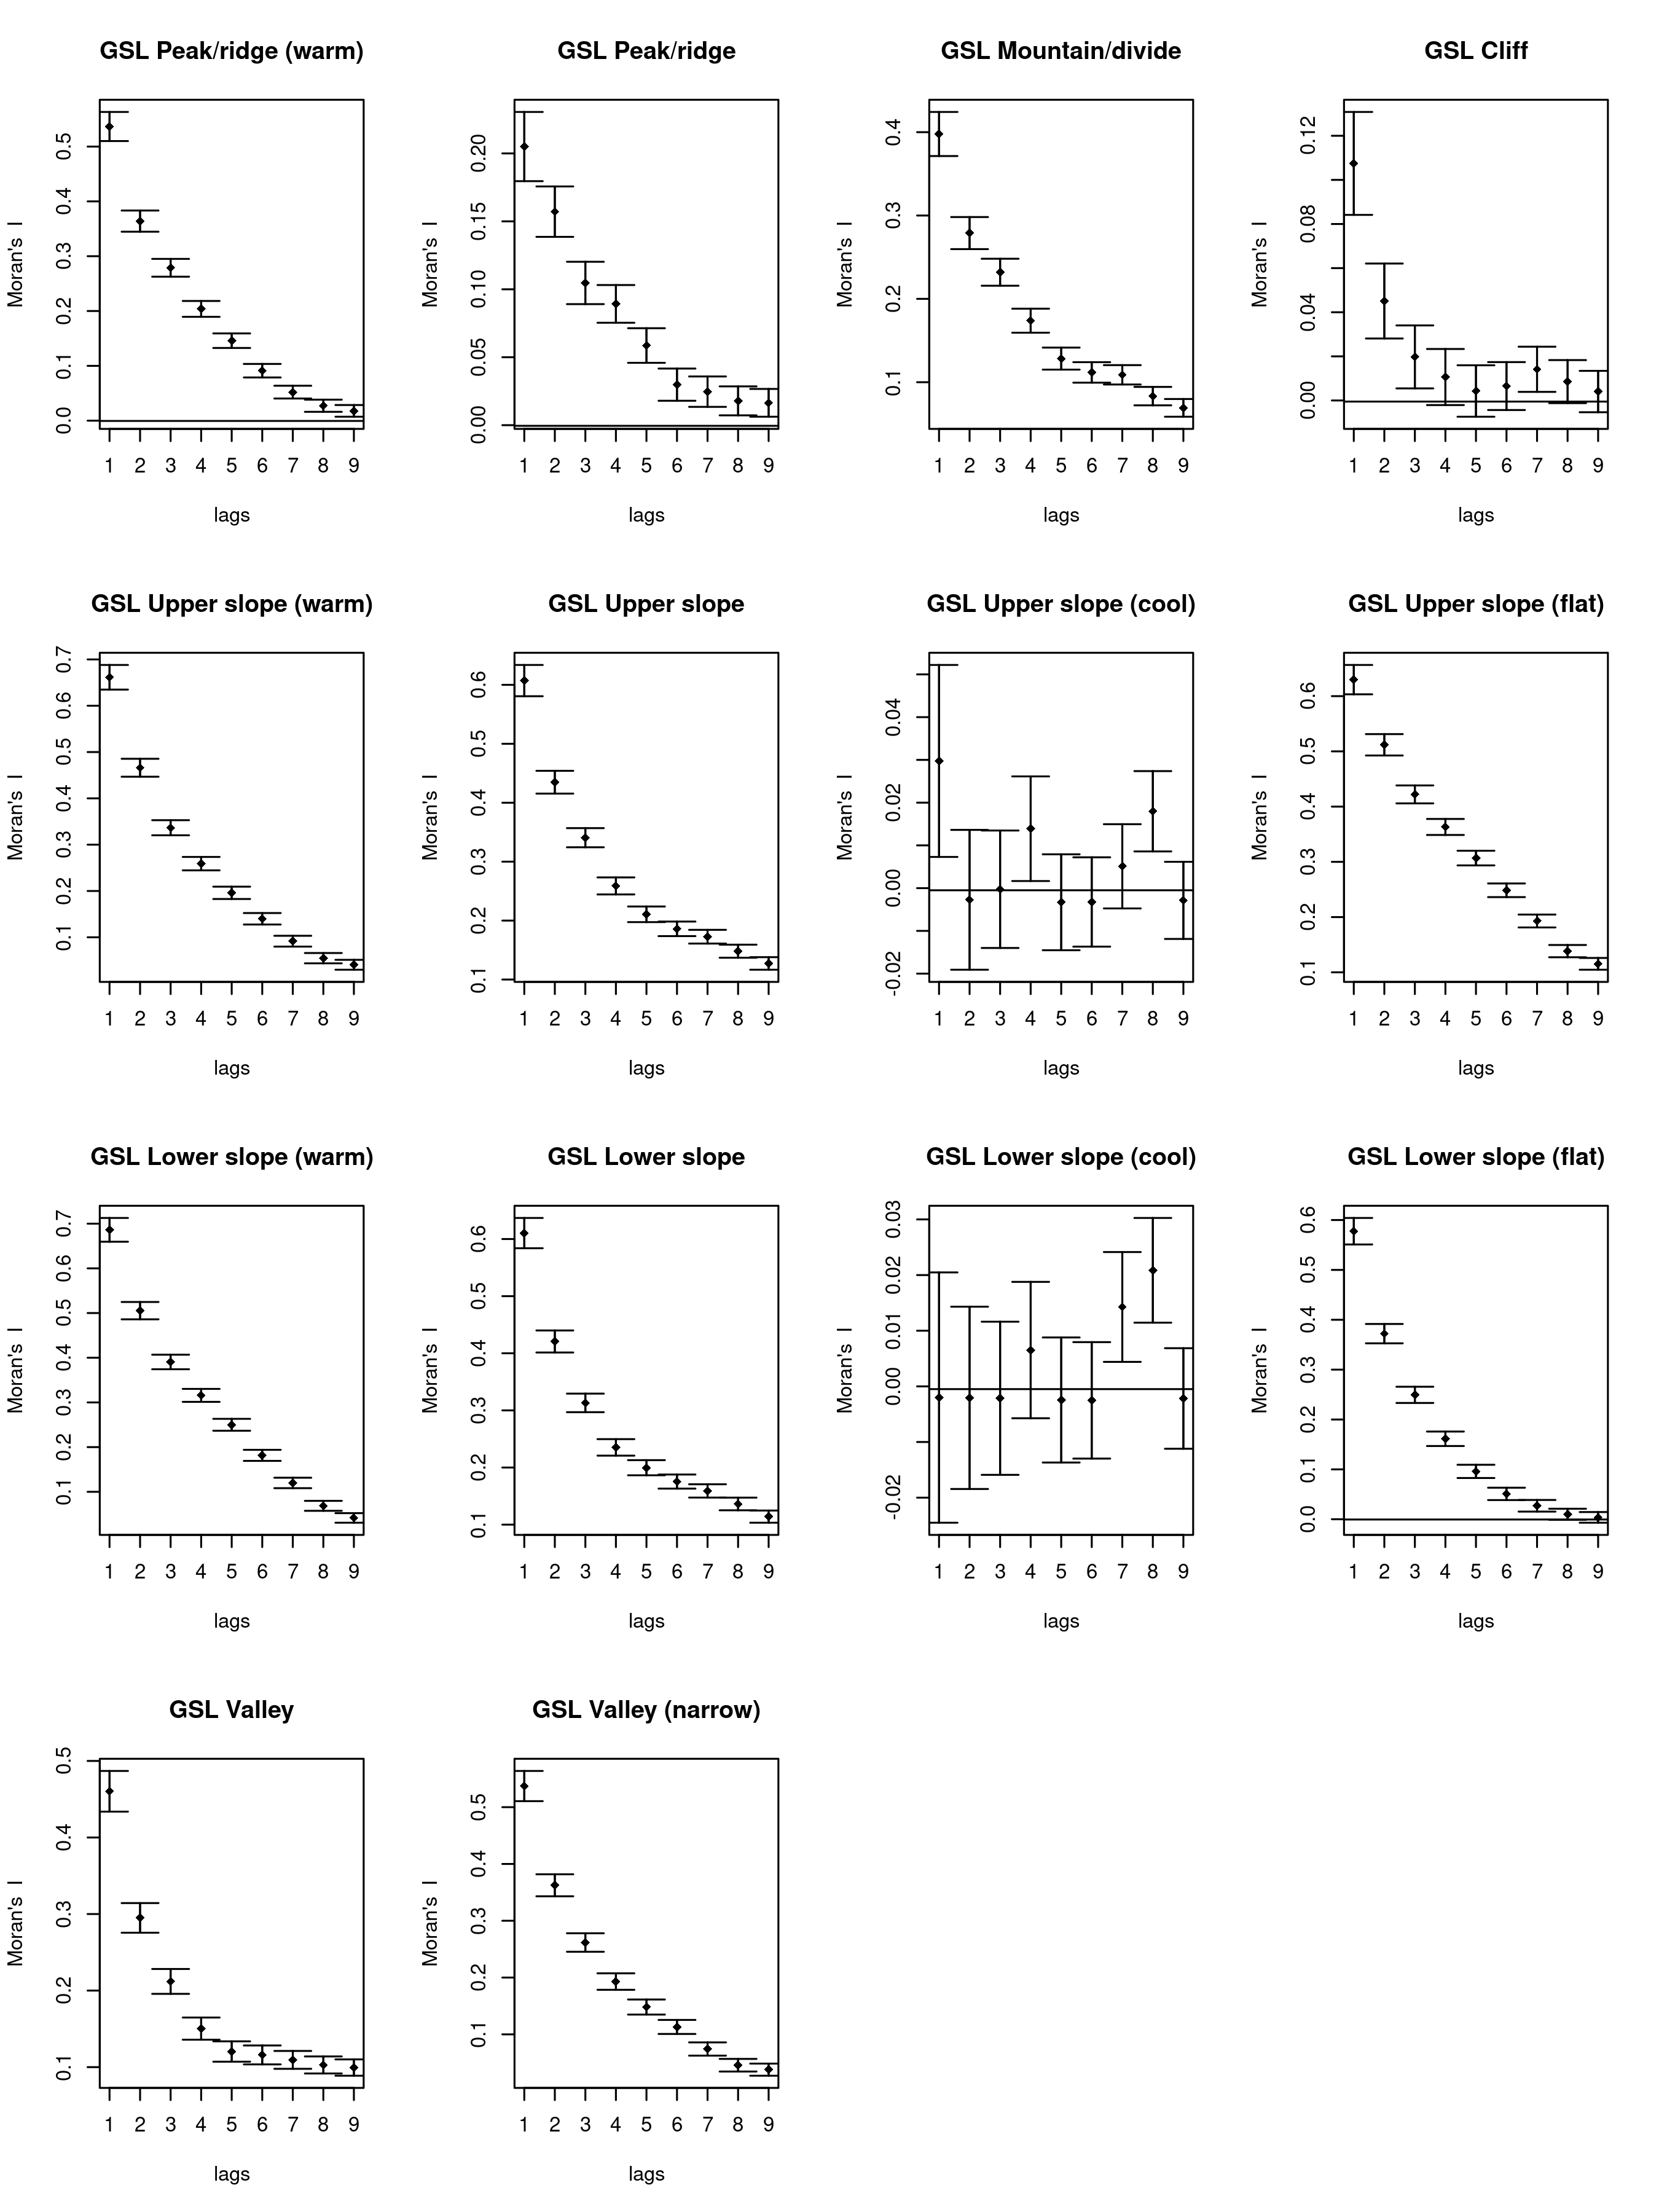 GSL Peak/ridge (warm)
Moran's I
0.0 0.1 0.2 0.3 0.4 0.5
1 2 3 4 5 6 7 8 9
lags
GSL Peak/ridge
Moran's I
0.00 0.05 0.10 0.15 0.20
1 2 3 4 5 6 7 8 9
lags
GSL Mountain/divide
Moran's I
0.1 0.2 0.3 0.4
1 2 3 4 5 6 7 8 9
lags
GSL Cliff
Moran's I
0.00 0.04 0.08 0.12
1 2 3 4 5 6 7 8 9
lags
GSL Upper slope (warm)
Moran's I
0.1 0.2 0.3 0.4 0.5 0.6 0.7
1 2 3 4 5 6 7 8 9
lags
GSL Upper slope
Moran's I
0.1 0.2 0.3 0.4 0.5 0.6
1 2 3 4 5 6 7 8 9
lags
GSL Upper slope (cool)
Moran's I
-0.02 0.00 0.02 0.04
1 2 3 4 5 6 7 8 9
lags
GSL Upper slope (flat)
Moran's I
0.1 0.2 0.3 0.4 0.5 0.6
1 2 3 4 5 6 7 8 9
lags
GSL Lower slope (warm)
Moran's I
0.1 0.2 0.3 0.4 0.5 0.6 0.7
1 2 3 4 5 6 7 8 9
lags
GSL Lower slope
Moran's I
0.1 0.2 0.3 0.4 0.5 0.6
1 2 3 4 5 6 7 8 9
lags
GSL Lower slope (cool)
Moran's I
-0.02 0.00 0.01 0.02 0.03
1 2 3 4 5 6 7 8 9
lags
GSL Lower slope (flat)
Moran's I
0.0 0.1 0.2 0.3 0.4 0.5 0.6
1 2 3 4 5 6 7 8 9
lags
GSL Valley
Moran's I
0.1 0.2 0.3 0.4 0.5
1 2 3 4 5 6 7 8 9
lags
GSL Valley (narrow)
Moran's I
0.1 0.2 0.3 0.4 0.5
1 2 3 4 5 6 7 8 9
lags